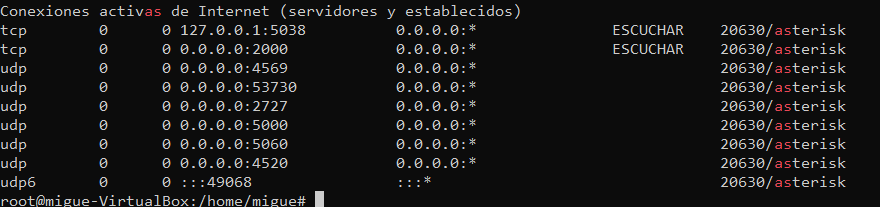 Conexiones activas de Internet (servidores y establecidos)
tcp 0 0 127.0.0.1:5038 0.0.0.0:* ESCUCHAR 20630/asterisk
tcp 0 0 0.0.0.0:2000 0.0.0.0:* ESCUCHAR 20630/asterisk
udp 0 0 0.0.0.0:4569 0.0.0.0:* 20630/asterisk
udp 0 0 0.0.0.0:53730 0.0.0.0:* 20630/asterisk
udp 0 0 0.0.0.0:2727 0.0.0.0:* 20630/asterisk
udp 0 0 0.0.0.0:5000 0.0.0.0:* 20630/asterisk
udp 0 0 0.0.0.0:5060 0.0.0.0:* 20630/asterisk
udp 0 0 0.0.0.0:4520 0.0.0.0:* 20630/asterisk
udp6 0 0 :::49068 :::* 20630/asterisk
root@migue-VirtualBox:/home/migue#